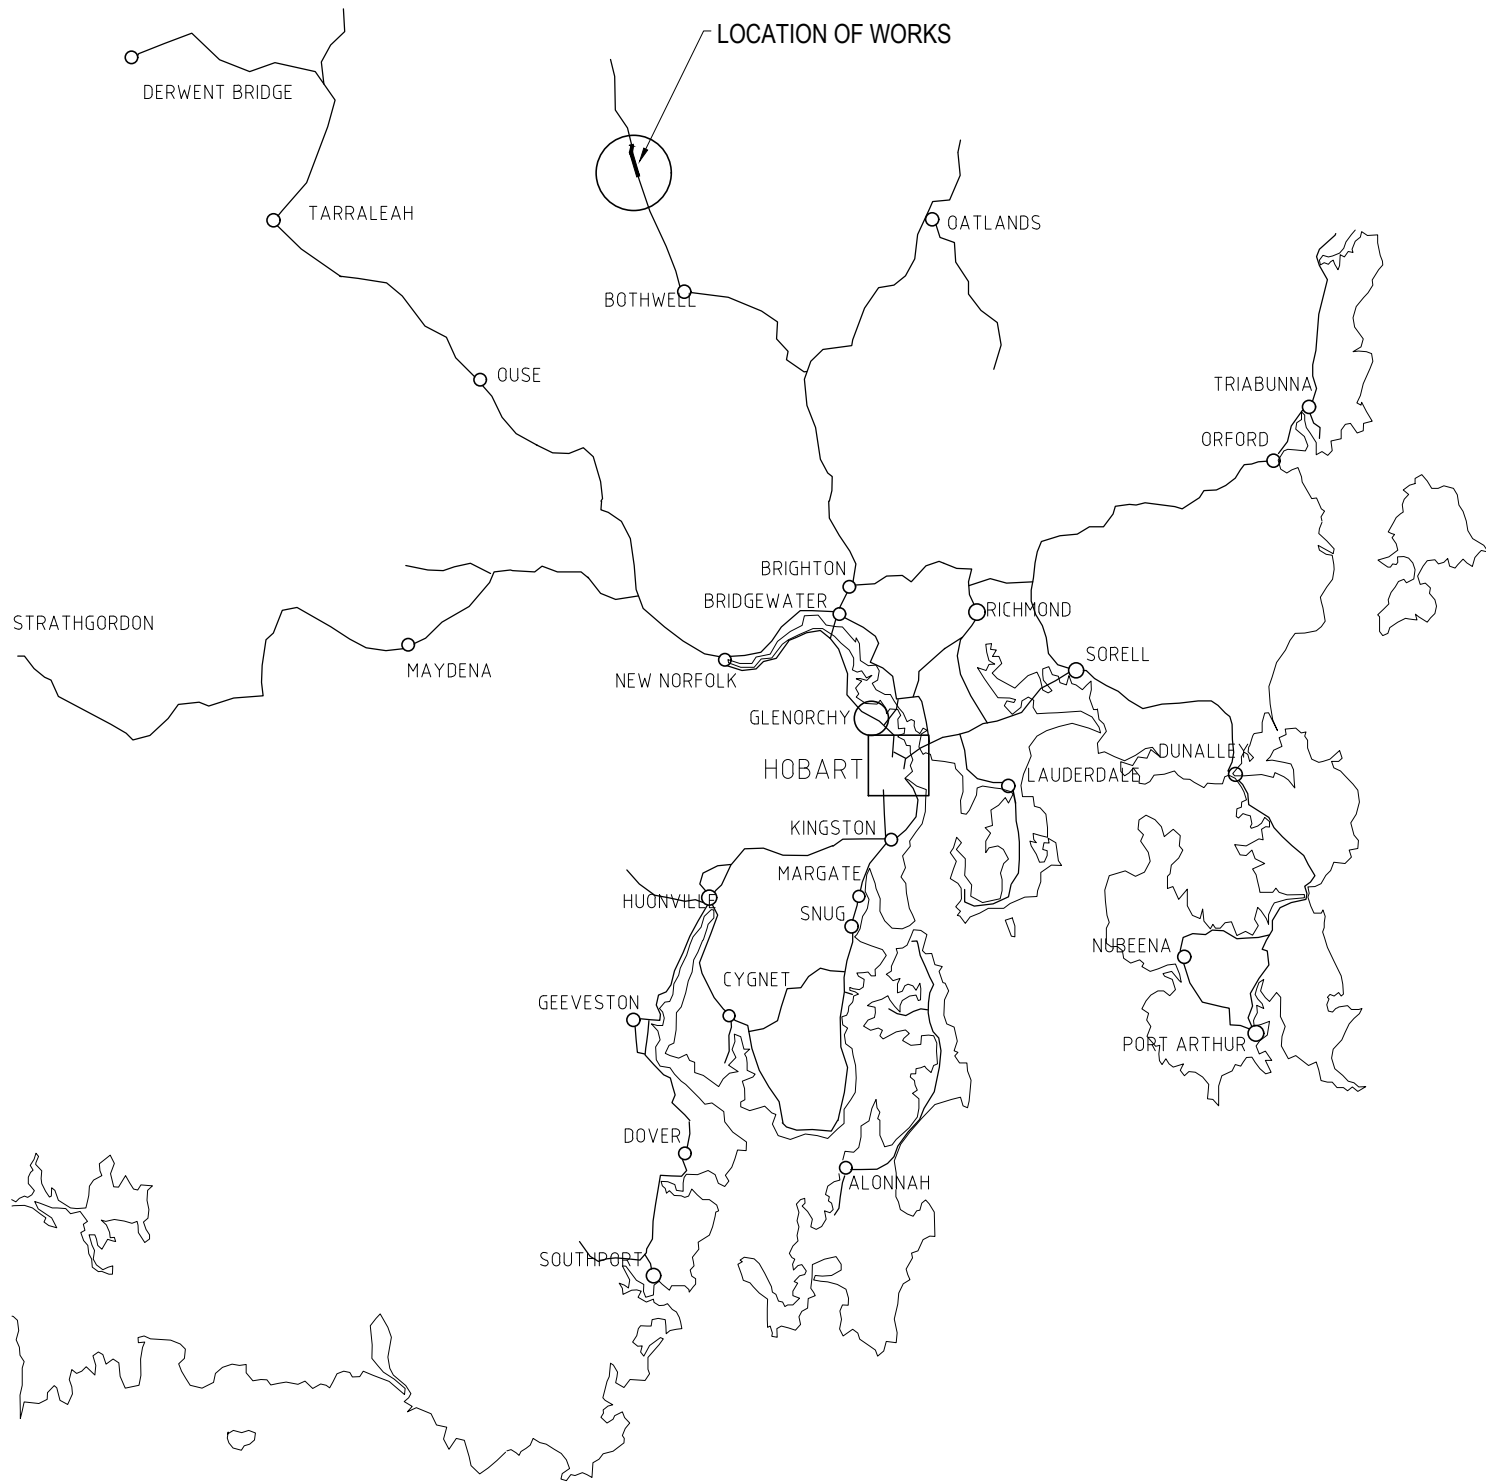 LOCATION OF WORKS
DERWENT BRIDGE
TARRALEAH
OATLANDS
BOTHWELL
OUSE
TRIABUNNA
ORFORD
BRIGHTON
BRIDGEWATER
RICHMOND
STRATHGORDON
SORELL
MAYDENA
NEW NORFOLK
GLENORCHY
DUNALLEY
HOBART
LAUDERDALE
KINGSTON
MARGATE
HUONVILLE
SNUG
NUBEENA
CYGNET
GEEVESTON
PORT ARTHUR
DOVER
ALONNAH
SOUTHPORT